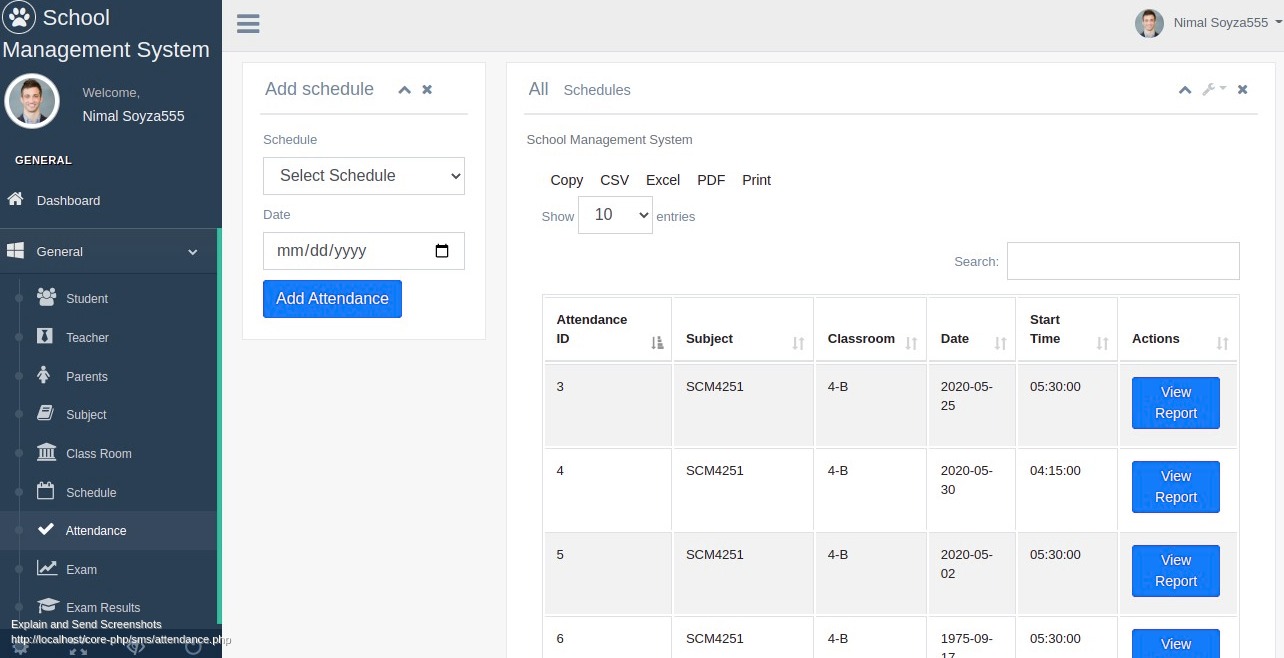 School
Management System
Welcome,
Nimal Soyza555
GENERAL
Dashboard
General
Student
Teacher
Parents
Subject
Class Room
Schedule
Attendance
Exam
Exam Results
Explain and Send Screenshots
http://localhost/core-php/sms/attendance.php
Nimal Soyza555
Add schedule
Schedule
Select Schedule
Date
mm/dd/yyyy
Add Attendance
All Schedules
School Management System
Copy CSV Excel PDF Print
Show 10 entries
Search:
Attendance ID Subject Classroom Date Start Time Actions
3 SCM4251 4-B 2020-05-25 05:30:00 View Report
4 SCM4251 4-B 2020-05-30 04:15:00 View Report
5 SCM4251 4-B 2020-05-02 05:30:00 View Report
6 SCM4251 4-B 1975-09-17 05:30:00 View